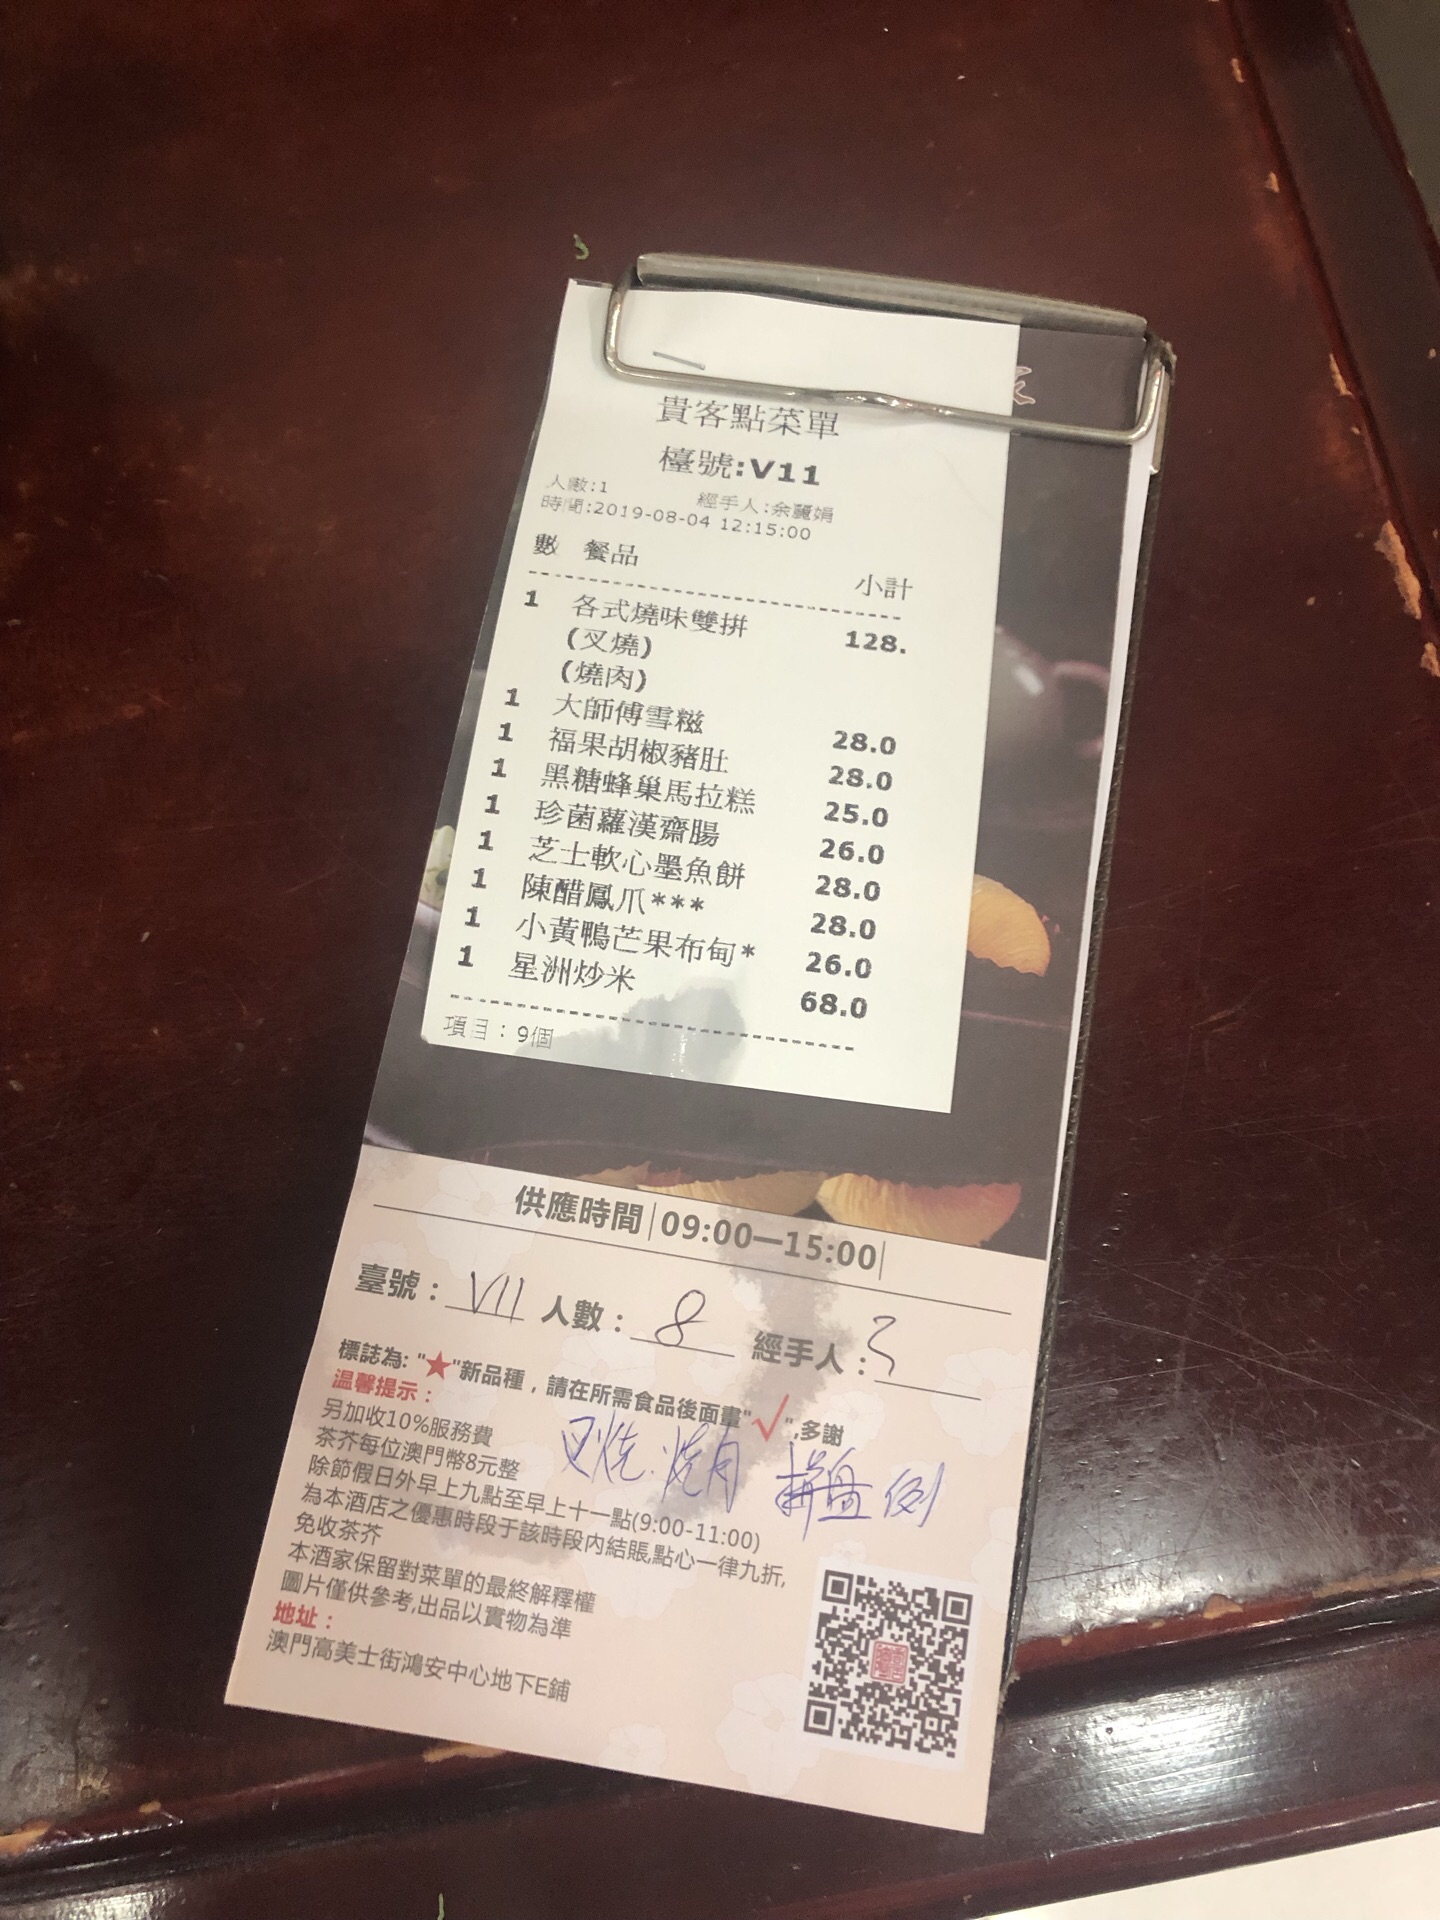 貴客點菜單
檯號:V11
人數:1 經手人:余麗娟
時間:2019-08-04 12:15:00
數 餐品 小計
1 各式燒味雙拼 128.
(叉燒)
(燒肉)
1 大師傅雪糍 28.0
1 福果胡椒豬肚 28.0
1 黑糖蜂巢馬拉糕 25.0
1 珍菌蘿漢齋腸 26.0
1 芝士軟心墨魚餅 28.0
1 陳醋鳳爪*** 28.0
1 小黃鴨芒果布甸* 26.0
1 星洲炒米 68.0
項目：9個
供應時間|09:00—15:00|
臺號：V11 人數：8 經手人：
標誌為: "★"新品種，請在所需食品後面畫"√",多謝
溫馨提示：
另加收10%服務費
茶芥每位澳門幣8元整
叉燒.燒肉 拼盘 例
除節假日外早上九點至早上十一點(9:00-11:00)
為本酒店之優惠時段于該時段内結賬,點心一律九折,
免收茶芥
本酒家保留對菜單的最終解釋權
圖片僅供參考,出品以實物為準
地址：
澳門高美士街鴻安中心地下E鋪